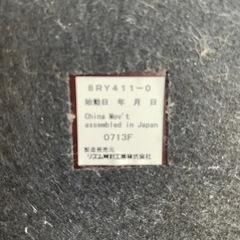 8RY411-0
始動日 年 月 日
China Mov't
assembled in Japan
0713F
製造発売元
リズム時計工業株式会社